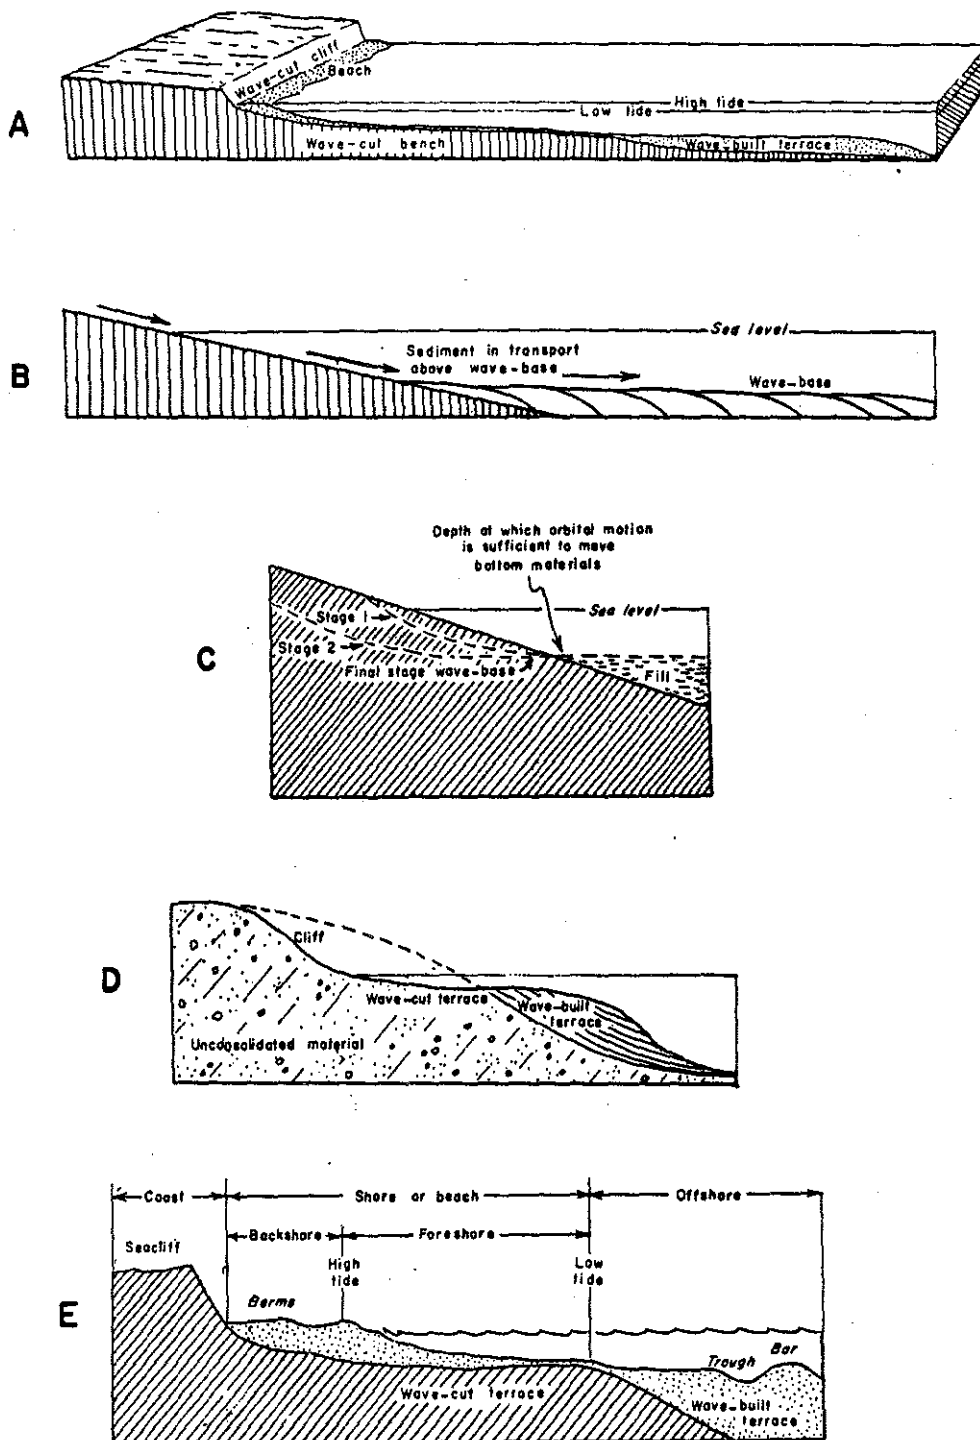 A
Wave-cut cliff
Beach
High tide
Low tide
Wave-cut bench
Wave-built terrace
B
Sea level
Sediment in transport
above wave-base
Wave-base
C
Depth at which orbital motion
is sufficient to move
bottom materials
Sea level
Stage 1
Stage 2
Final stage wave-base
Fill
D
Cliff
Wave-cut terrace
Wave-built
terrace
Unconsolidated material
E
Coast
Shore or beach
Offshore
Backshore
Foreshore
Seacliff
High
tide
Low
tide
Berms
Trough
Bar
Wave-cut terrace
Wave-built
terrace